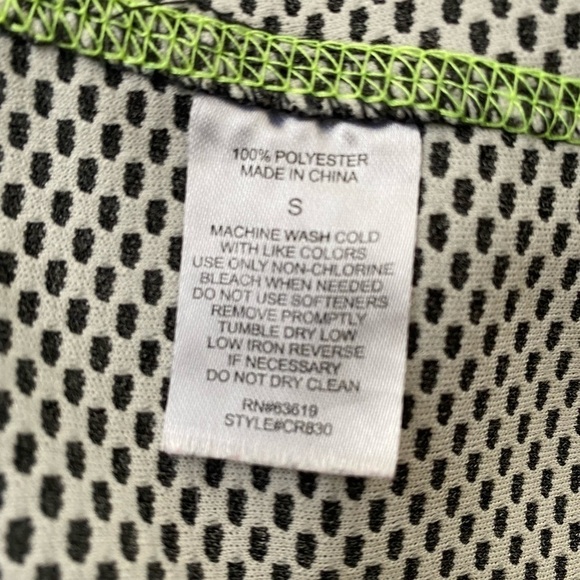 100% POLYESTER
MADE IN CHINA
S
MACHINE WASH COLD
WITH LIKE COLORS
USE ONLY NON-CHLORINE
BLEACH WHEN NEEDED
DO NOT USE SOFTENERS
REMOVE PROMPTLY
TUMBLE DRY LOW
LOW IRON REVERSE
IF NECESSARY
DO NOT DRY CLEAN
RN#63619
STYLE#CR830